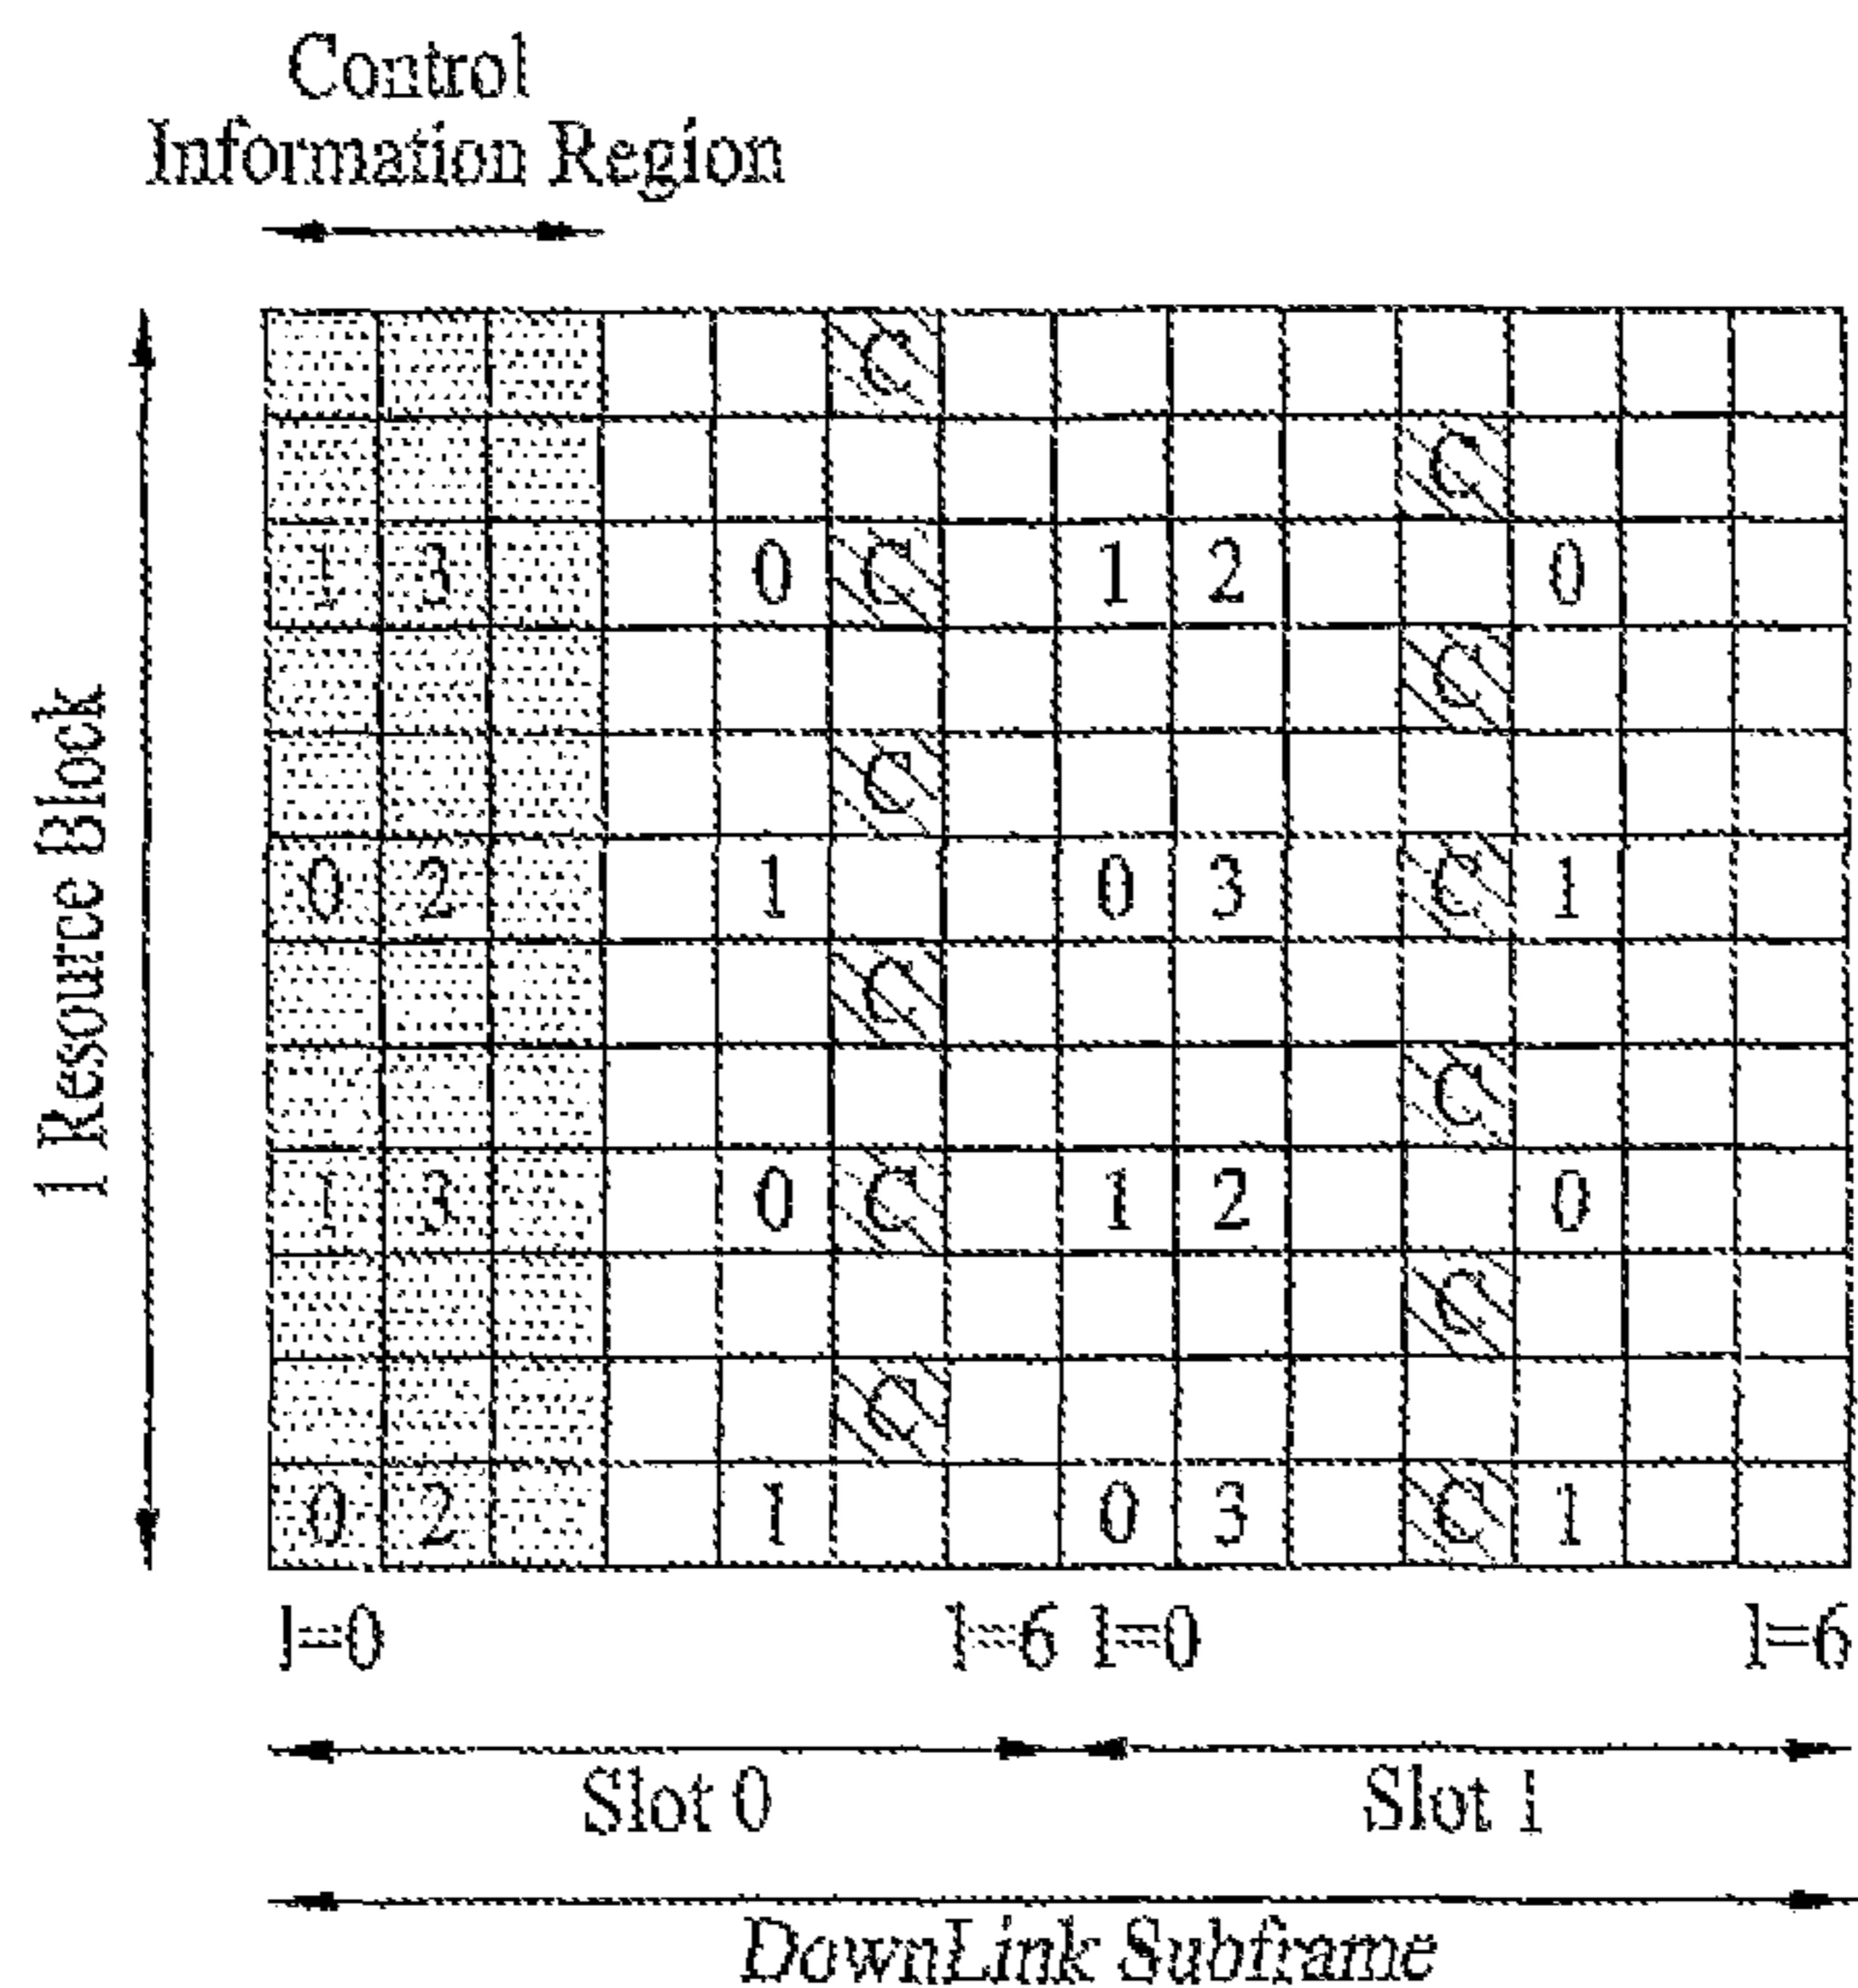 Control
Information Region
1 Resource Block
C
C
1 3 0 C 1 2 0
C
C
0 2 1 0 3 C 1
C
C
1 3 0 C 1 2 0
C
C
0 2 1 0 3 C 1
l=0 l=6 l=0 l=6
Slot 0 Slot 1
DownLink Subframe